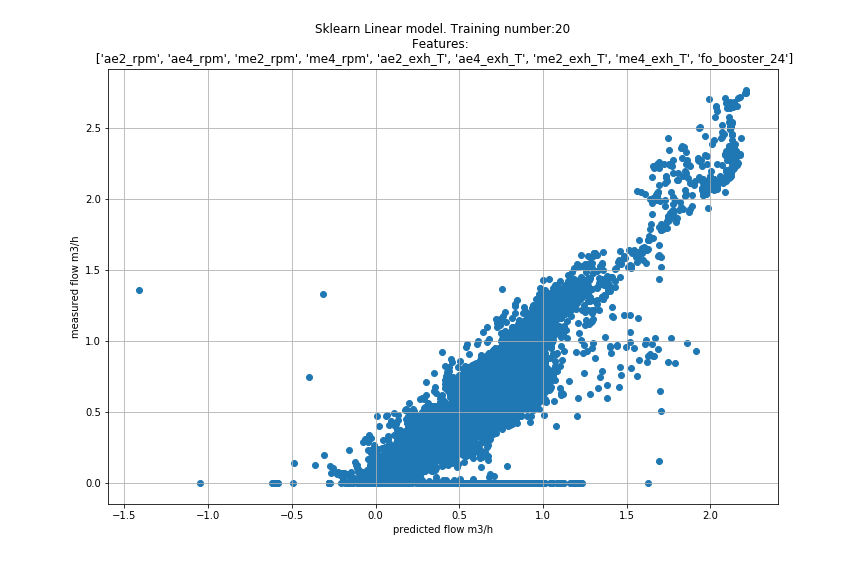 Sklearn Linear model. Training number:20
Features:
['ae2_rpm', 'ae4_rpm', 'me2_rpm', 'me4_rpm', 'ae2_exh_T', 'ae4_exh_T', 'me2_exh_T', 'me4_exh_T', 'fo_booster_24']
measured flow m3/h
2.5
2.0
1.5
1.0
0.5
0.0
−1.5 −1.0 −0.5 0.0 0.5 1.0 1.5 2.0
predicted flow m3/h